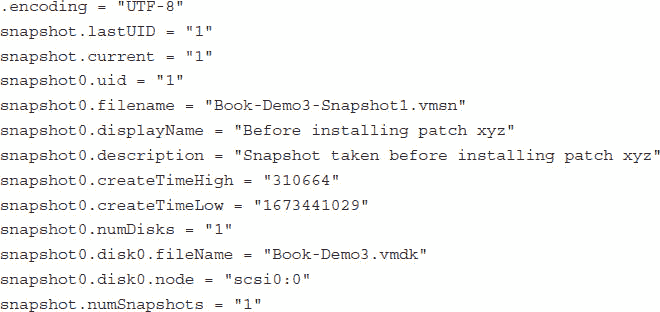 .encoding = "UTF-8"
snapshot.lastUID = "1"
snapshot.current = "1"
snapshot0.uid = "1"
snapshot0.filename = "Book-Demo3-Snapshot1.vmsn"
snapshot0.displayName = "Before installing patch xyz"
snapshot0.description = "Snapshot taken before installing patch xyz"
snapshot0.createTimeHigh = "310664"
snapshot0.createTimeLow = "1673441029"
snapshot0.numDisks = "1"
snapshot0.disk0.fileName = "Book-Demo3.vmdk"
snapshot0.disk0.node = "scsi0:0"
snapshot.numSnapshots = "1"